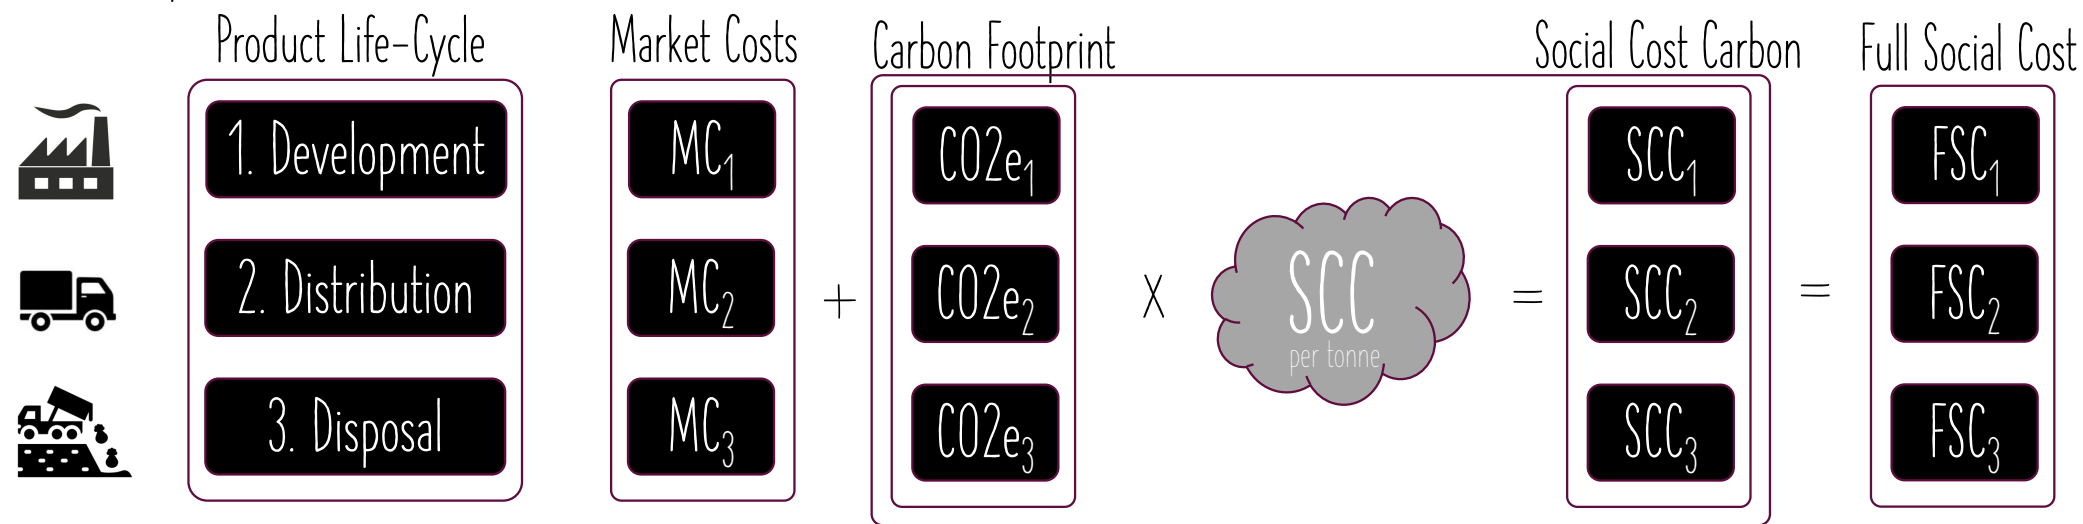 Product Life-Cycle Market Costs Carbon Footprint Social Cost Carbon Full Social Cost
1. Development MC1 CO2e1 SCC1 FSC1
2. Distribution MC2 + CO2e2 X SCC = SCC2 = FSC2
per tonne
3. Disposal MC3 CO2e3 SCC3 FSC3